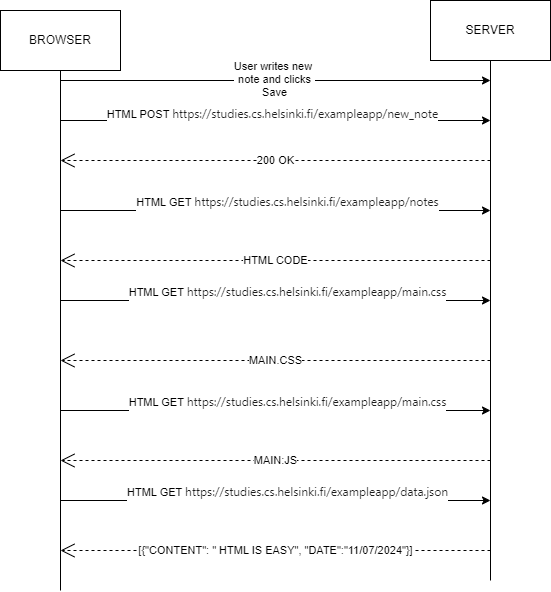 BROWSER
SERVER
User writes new
note and clicks
Save
HTML POST https://studies.cs.helsinki.fi/exampleapp/new_note
200 OK
HTML GET https://studies.cs.helsinki.fi/exampleapp/notes
HTML CODE
HTML GET https://studies.cs.helsinki.fi/exampleapp/main.css
MAIN.CSS
HTML GET https://studies.cs.helsinki.fi/exampleapp/main.css
MAIN.JS
HTML GET https://studies.cs.helsinki.fi/exampleapp/data.json
[{"CONTENT": " HTML IS EASY", "DATE":"11/07/2024"}]